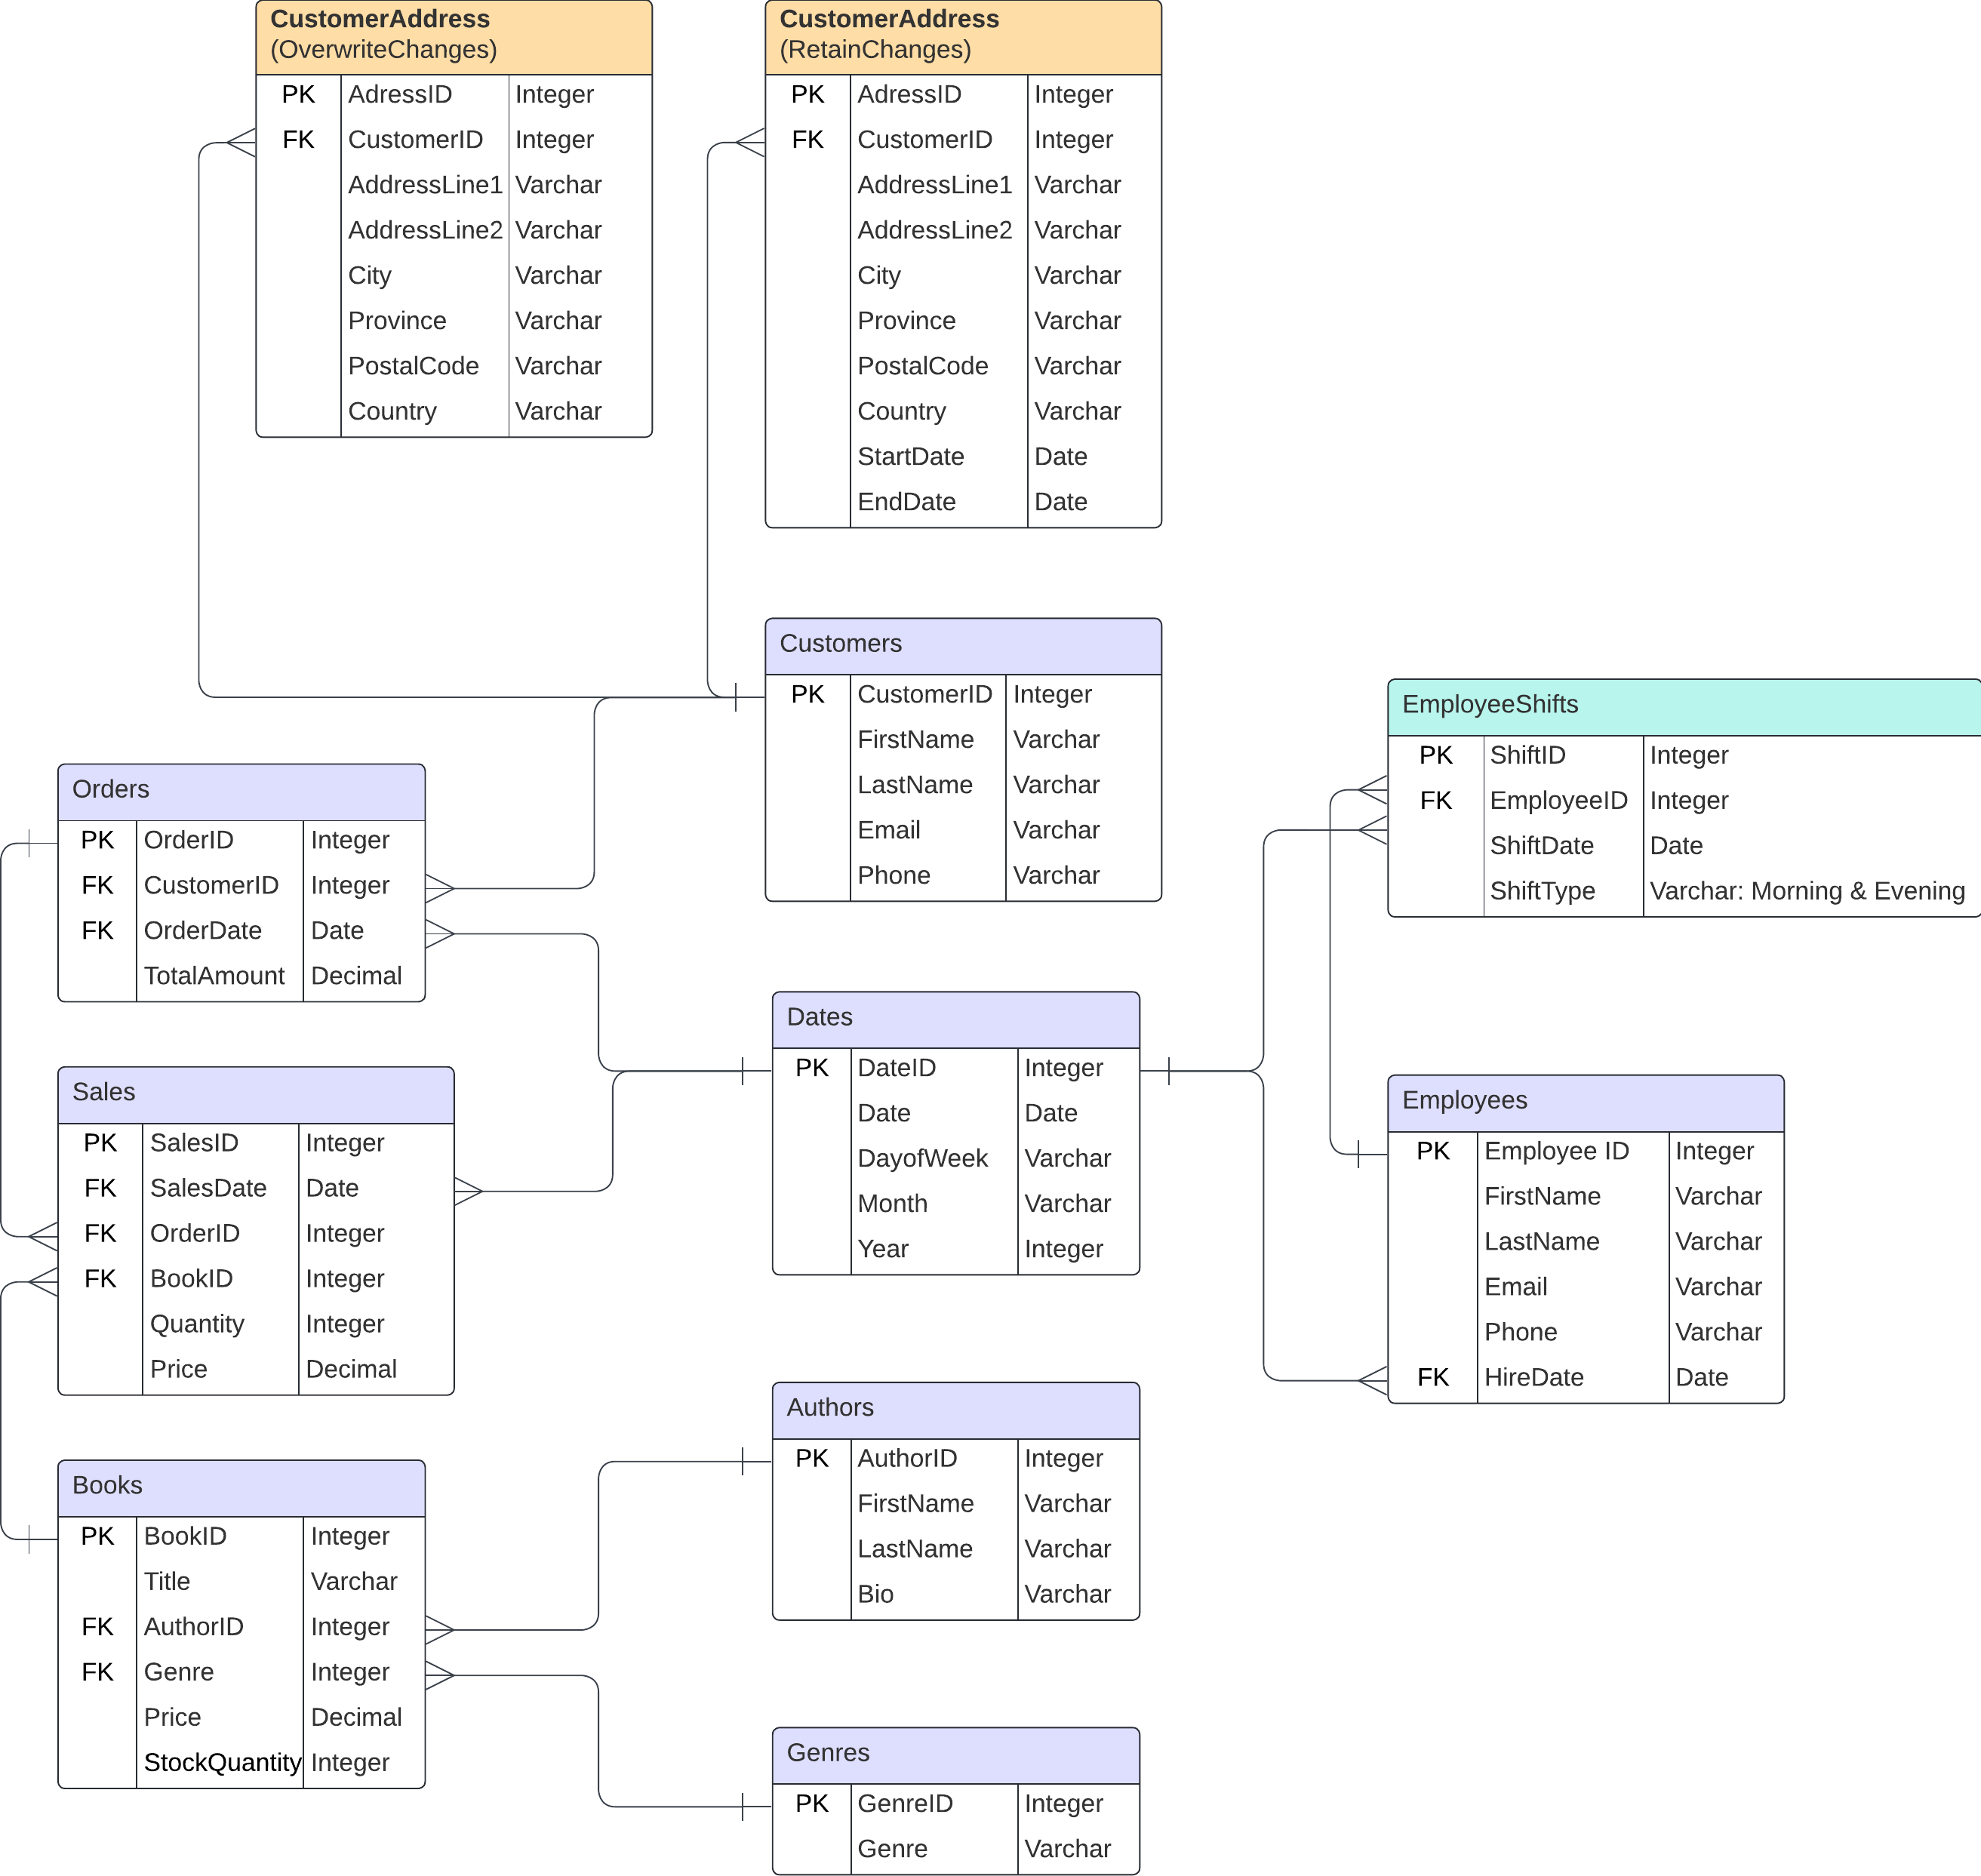 CustomerAddress
(OverwriteChanges)
PK AdressID Integer
FK CustomerID Integer
AddressLine1 Varchar
AddressLine2 Varchar
City Varchar
Province Varchar
PostalCode Varchar
Country Varchar
CustomerAddress
(RetainChanges)
PK AdressID Integer
FK CustomerID Integer
AddressLine1 Varchar
AddressLine2 Varchar
City Varchar
Province Varchar
PostalCode Varchar
Country Varchar
StartDate Date
EndDate Date
Customers
PK CustomerID Integer
FirstName Varchar
LastName Varchar
Email Varchar
Phone Varchar
EmployeeShifts
PK ShiftID Integer
FK EmployeeID Integer
ShiftDate Date
ShiftType Varchar: Morning & Evening
Orders
PK OrderID Integer
FK CustomerID Integer
FK OrderDate Date
TotalAmount Decimal
Dates
PK DateID Integer
Date Date
DayofWeek Varchar
Month Varchar
Year Integer
Sales
PK SalesID Integer
FK SalesDate Date
FK OrderID Integer
FK BookID Integer
Quantity Integer
Price Decimal
Employees
PK Employee ID Integer
FirstName Varchar
LastName Varchar
Email Varchar
Phone Varchar
FK HireDate Date
Authors
PK AuthorID Integer
FirstName Varchar
LastName Varchar
Bio Varchar
Books
PK BookID Integer
Title Varchar
FK AuthorID Integer
FK Genre Integer
Price Decimal
StockQuantity Integer
Genres
PK GenreID Integer
Genre Varchar